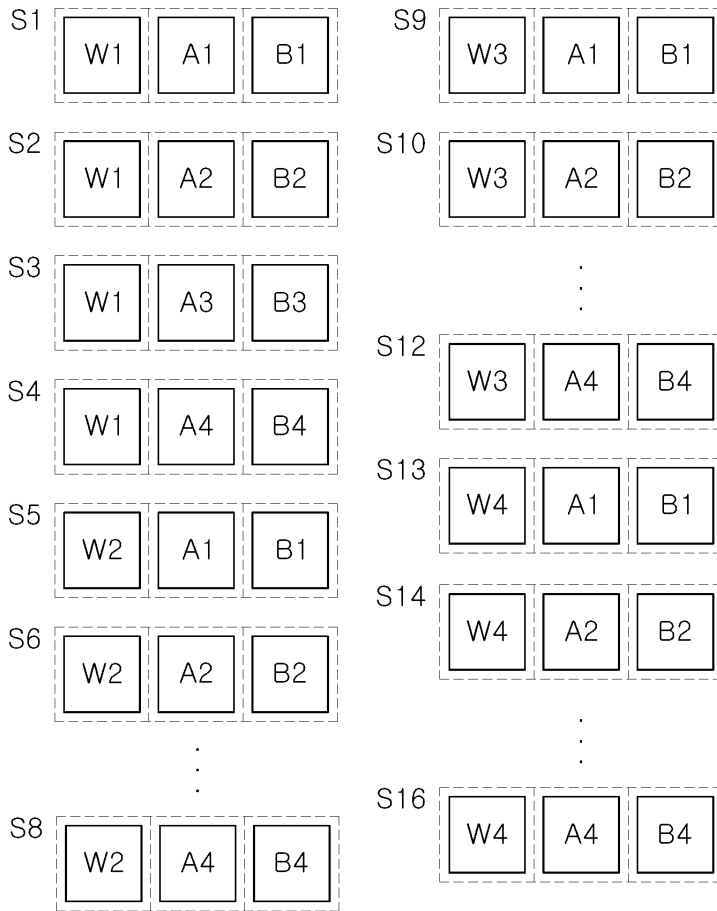 S1 W1 A1 B1
S2 W1 A2 B2
S3 W1 A3 B3
S4 W1 A4 B4
S5 W2 A1 B1
S6 W2 A2 B2
S8 W2 A4 B4
S9 W3 A1 B1
S10 W3 A2 B2
S12 W3 A4 B4
S13 W4 A1 B1
S14 W4 A2 B2
S16 W4 A4 B4